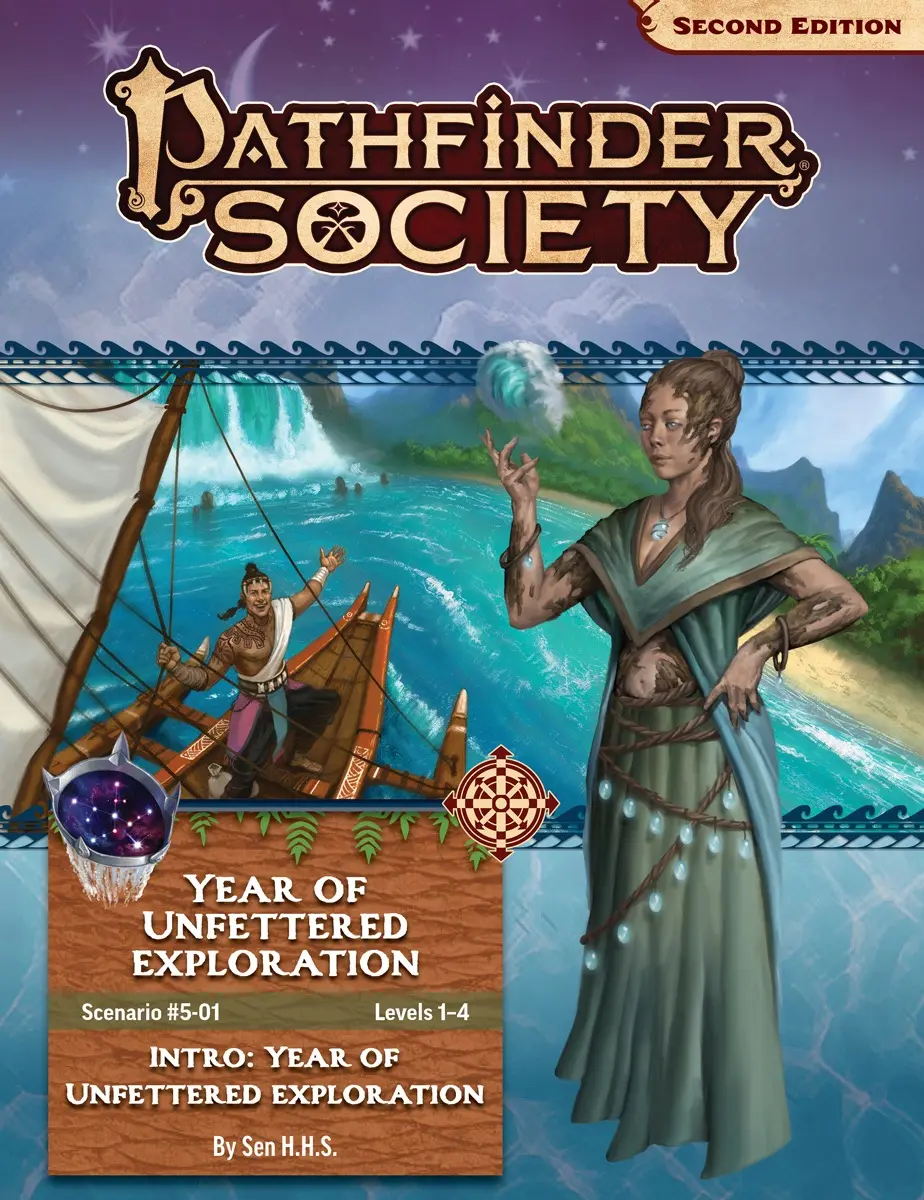 Second Edition
Pathfinder
Society
®
Year of
Unfettered
exploration
Scenario #5-01 Levels 1–4
Intro: Year of
Unfettered exploration
By Sen H.H.S.